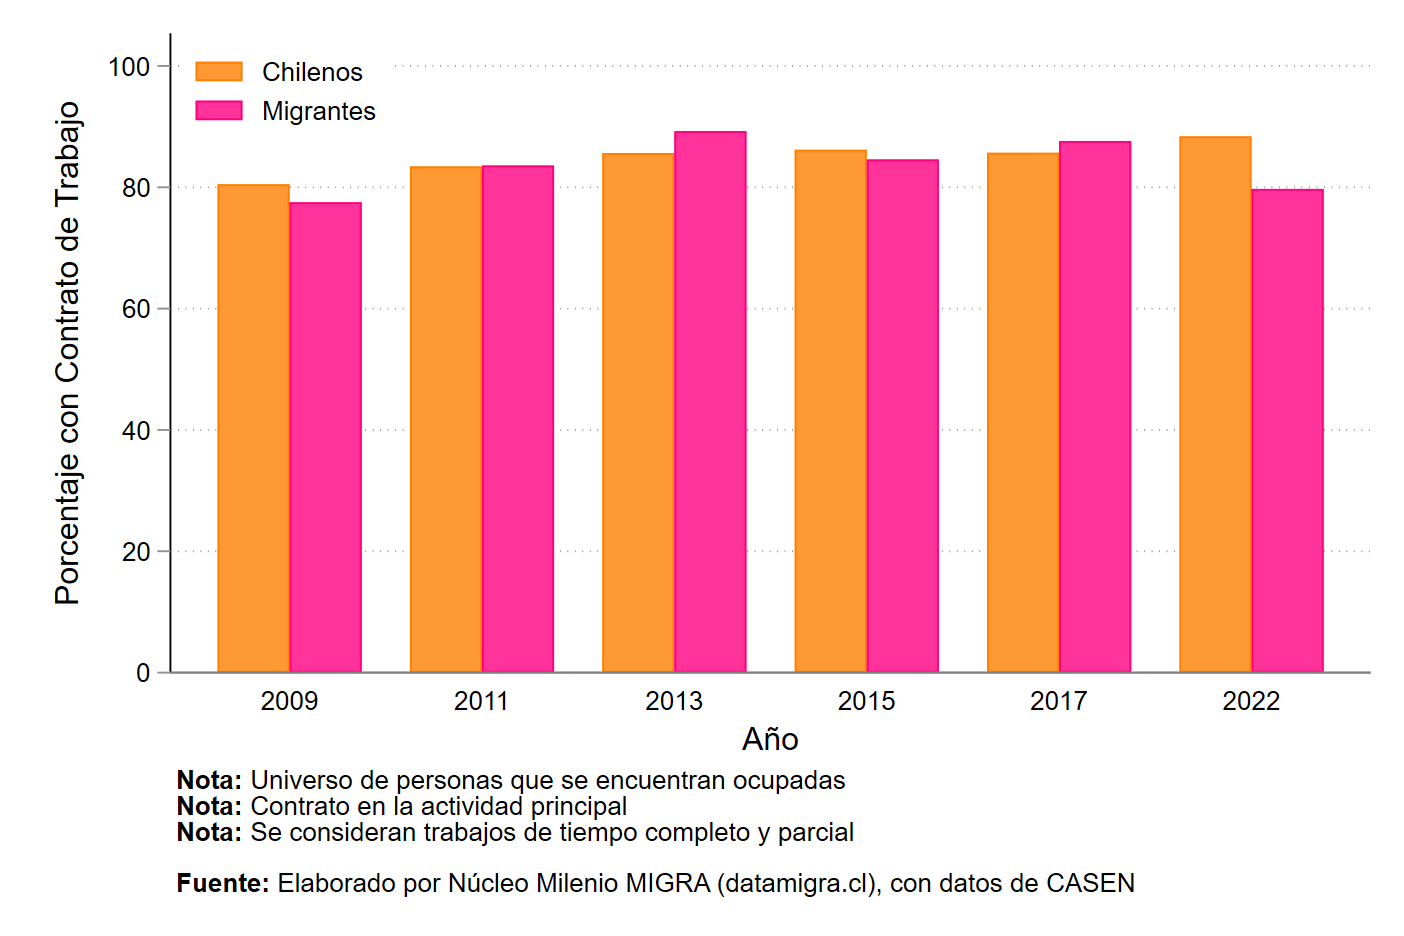 Chilenos
Migrantes
Porcentaje con Contrato de Trabajo
100
80
60
40
20
0
2009 2011 2013 2015 2017 2022
Año
Nota: Universo de personas que se encuentran ocupadas
Nota: Contrato en la actividad principal
Nota: Se consideran trabajos de tiempo completo y parcial
Fuente: Elaborado por Núcleo Milenio MIGRA (datamigra.cl), con datos de CASEN